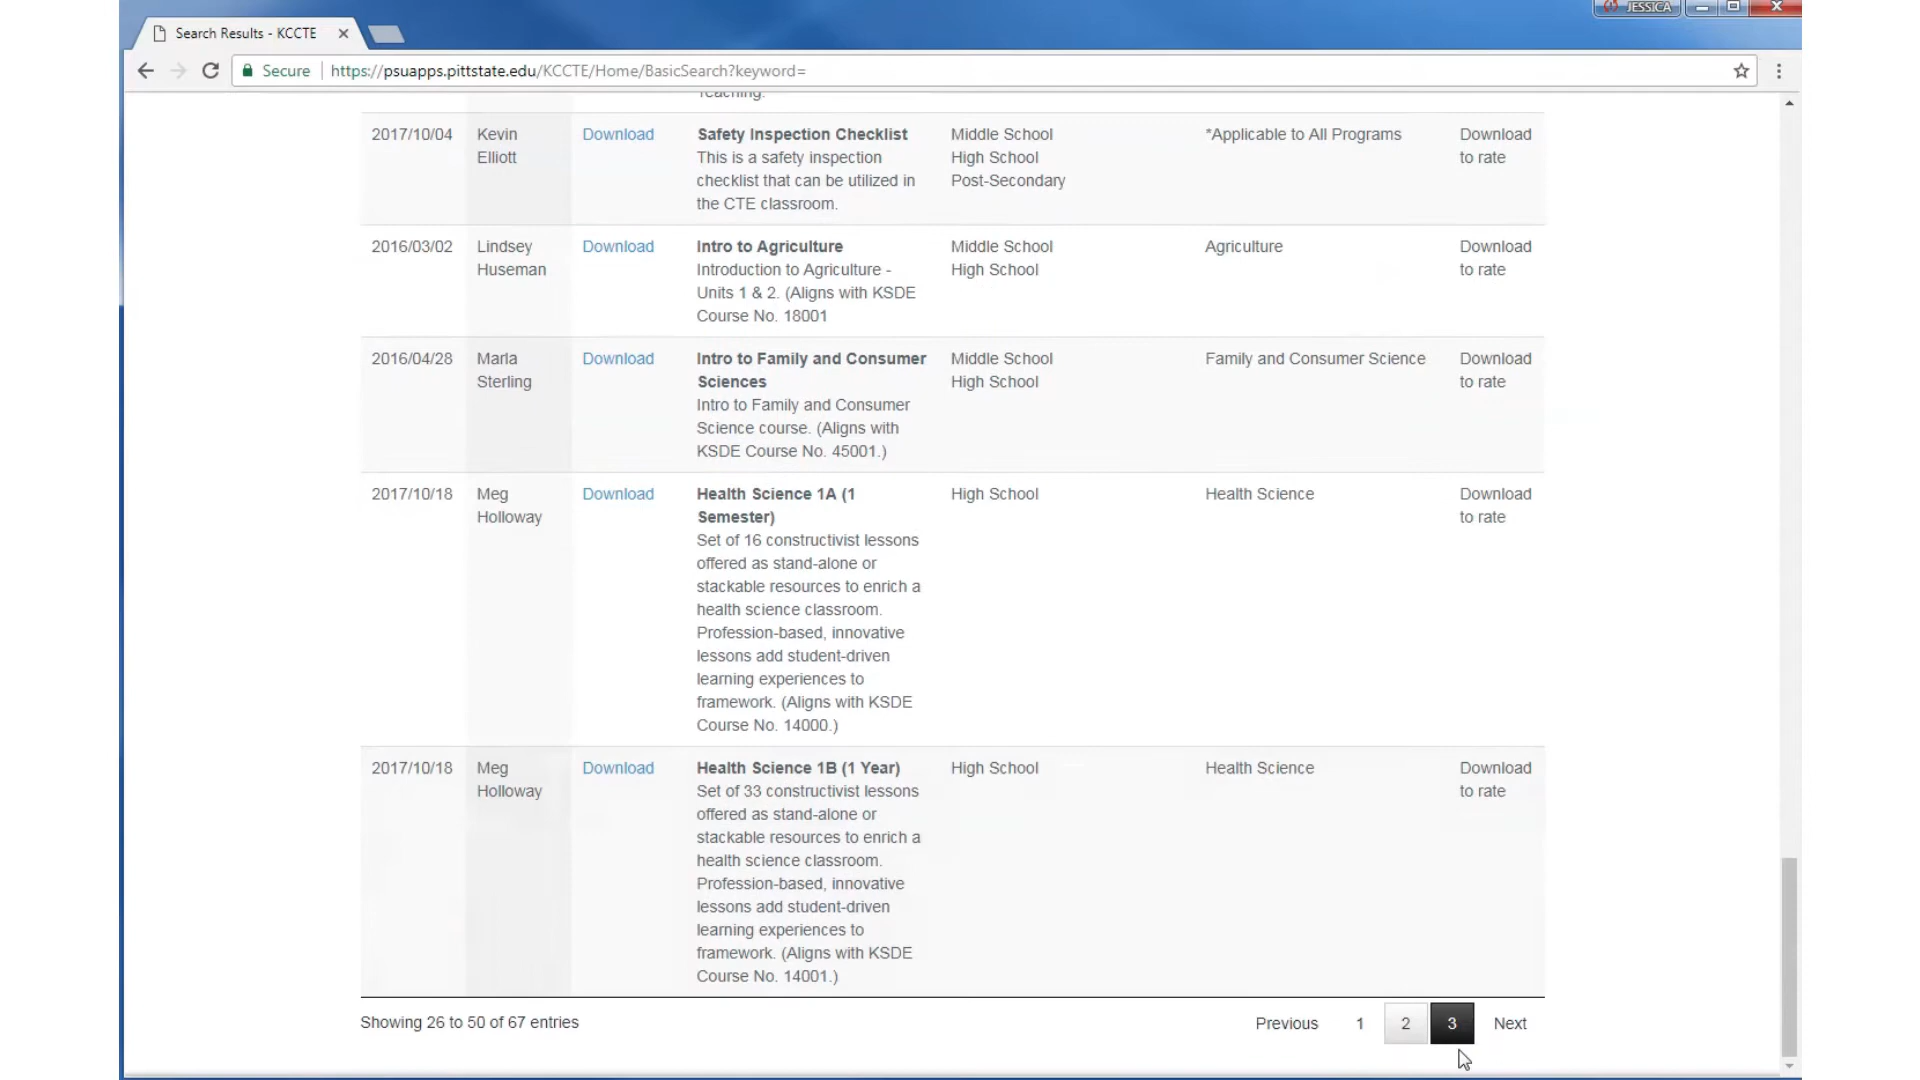 JESSICA
Search Results - KCCTE
Secure https://psuapps.pittstate.edu/KCCTE/Home/BasicSearch?keyword=
Teaching.
2017/10/04 Kevin Download Safety Inspection Checklist Middle School *Applicable to All Programs Download
Elliott This is a safety inspection High School to rate
checklist that can be utilized in Post-Secondary
the CTE classroom.
2016/03/02 Lindsey Download Intro to Agriculture Middle School Agriculture Download
Huseman Introduction to Agriculture - High School to rate
Units 1 & 2. (Aligns with KSDE
Course No. 18001
2016/04/28 Marla Download Intro to Family and Consumer Middle School Family and Consumer Science Download
Sterling Sciences High School to rate
Intro to Family and Consumer
Science course. (Aligns with
KSDE Course No. 45001.)
2017/10/18 Meg Download Health Science 1A (1 High School Health Science Download
Holloway Semester) to rate
Set of 16 constructivist lessons
offered as stand-alone or
stackable resources to enrich a
health science classroom.
Profession-based, innovative
lessons add student-driven
learning experiences to
framework. (Aligns with KSDE
Course No. 14000.)
2017/10/18 Meg Download Health Science 1B (1 Year) High School Health Science Download
Holloway Set of 33 constructivist lessons to rate
offered as stand-alone or
stackable resources to enrich a
health science classroom.
Profession-based, innovative
lessons add student-driven
learning experiences to
framework. (Aligns with KSDE
Course No. 14001.)
Showing 26 to 50 of 67 entries Previous 1 2 3 Next